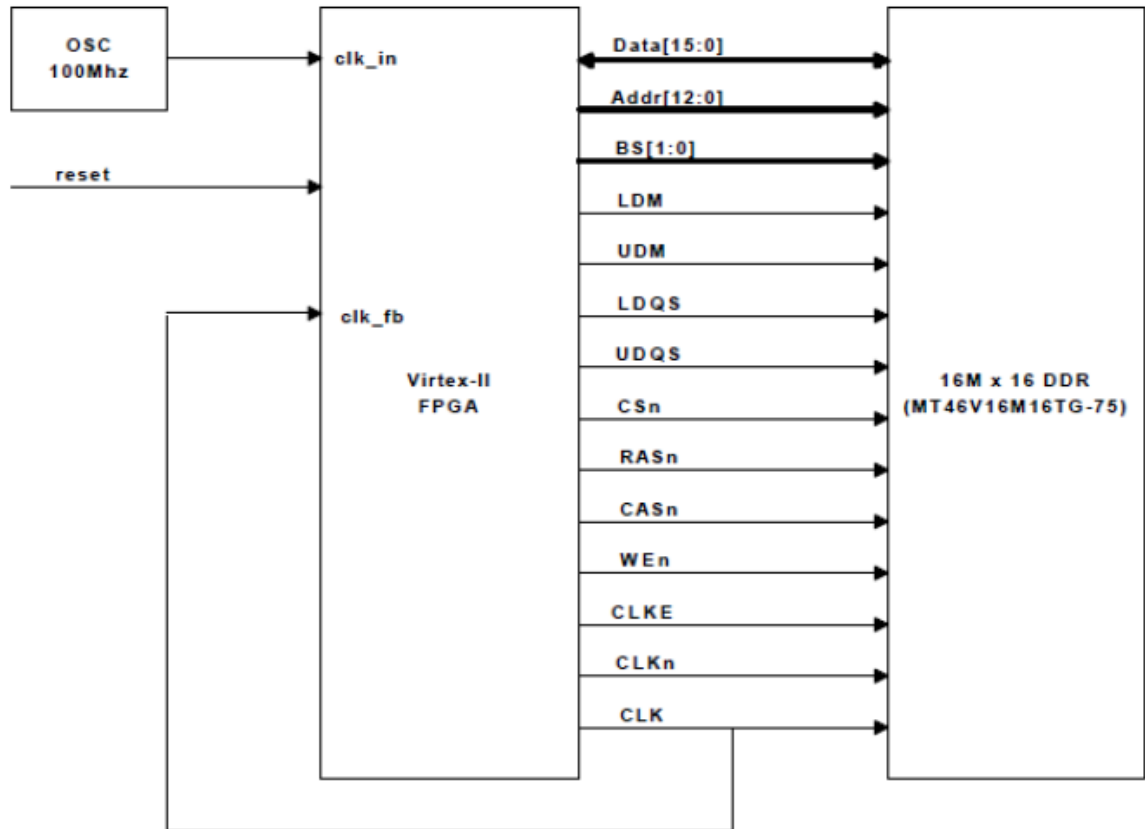 OSC
100Mhz
clk_in
reset
clk_fb
Virtex-II
FPGA
Data[15:0]
Addr[12:0]
BS[1:0]
LDM
UDM
LDQS
UDQS
CSn
RASn
CASn
WEn
CLKE
CLKn
CLK
16M x 16 DDR
(MT46V16M16TG-75)